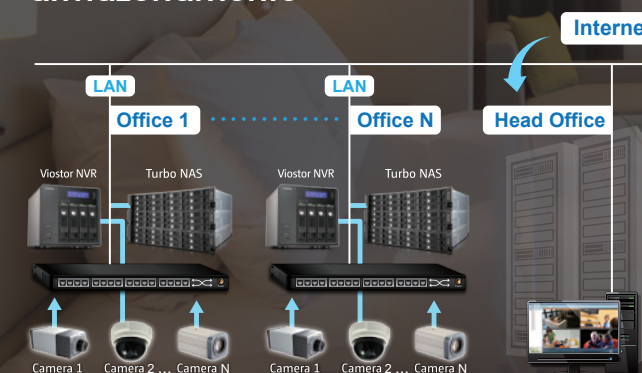 Interne
LAN
LAN
Office 1
Office N
Head Office
Viostor NVR
Turbo NAS
Viostor NVR
Turbo NAS
Camera 1
Camera 2 ...
Camera N
Camera 1
Camera 2 ...
Camera N